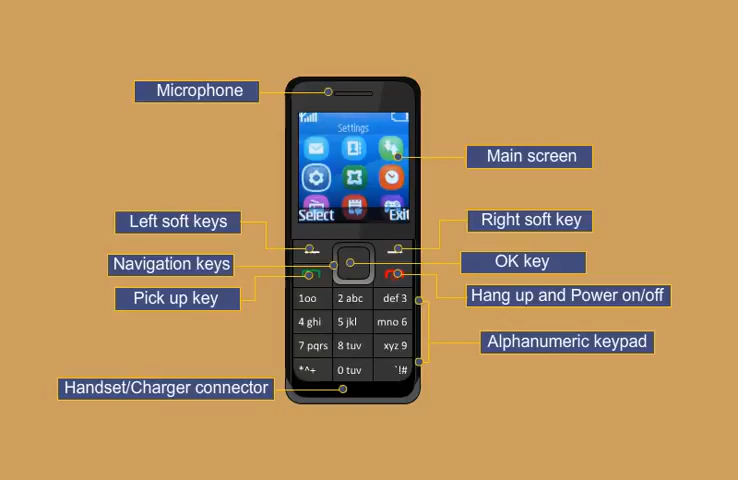 Microphone
Settings
Main screen
Select
Exit
Left soft keys
Right soft key
Navigation keys
OK key
Pick up key
Hang up and Power on/off
1oo
2 abc
def 3
4 ghi
5 jkl
mno 6
7 pqrs
8 tuv
xyz 9
*^+
0 tuv
`!#
Alphanumeric keypad
Handset/Charger connector